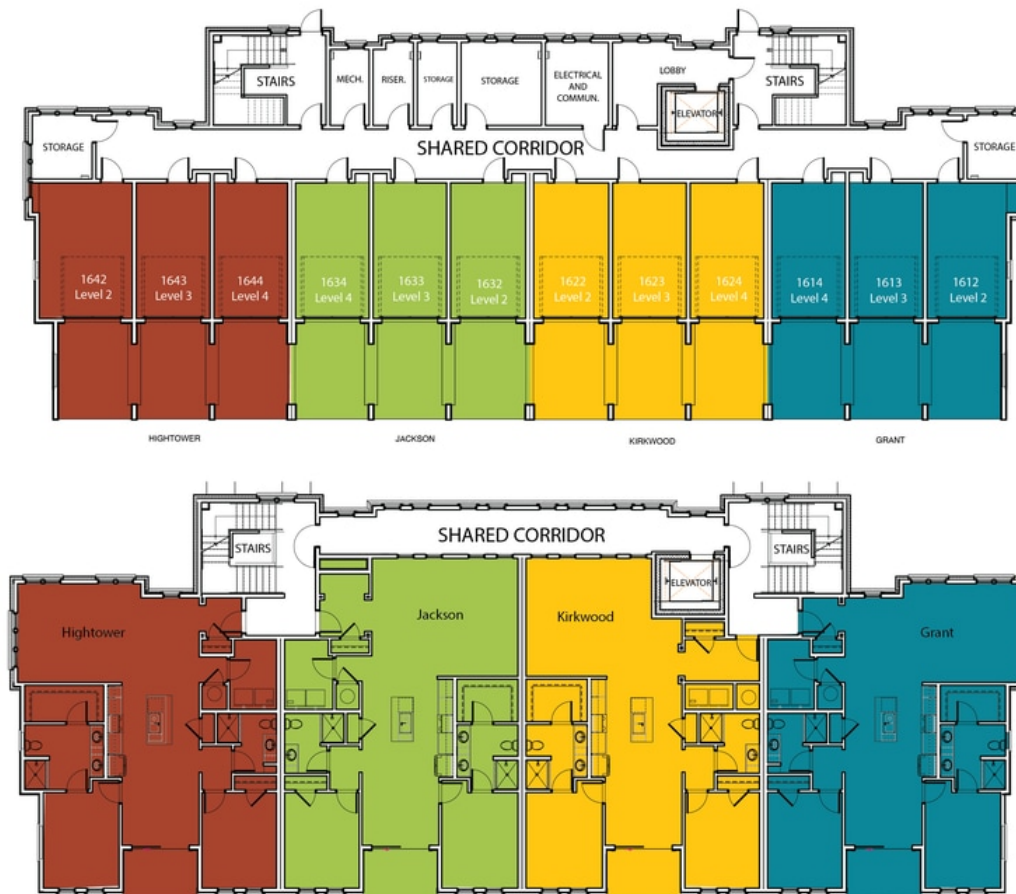 STAIRS
MECH.
RISER.
STORAGE
STORAGE
ELECTRICAL
AND
COMMUN.
LOBBY
ELEVATOR
STAIRS
STORAGE
SHARED CORRIDOR
STORAGE
1642
Level 2
1643
Level 3
1644
Level 4
1634
Level 4
1633
Level 3
1632
Level 2
1622
Level 2
1623
Level 3
1624
Level 4
1614
Level 4
1613
Level 3
1612
Level 2
HIGHTOWER
JACKSON
KIRKWOOD
GRANT
SHARED CORRIDOR
STAIRS
ELEVATOR
STAIRS
Hightower
Jackson
Kirkwood
Grant